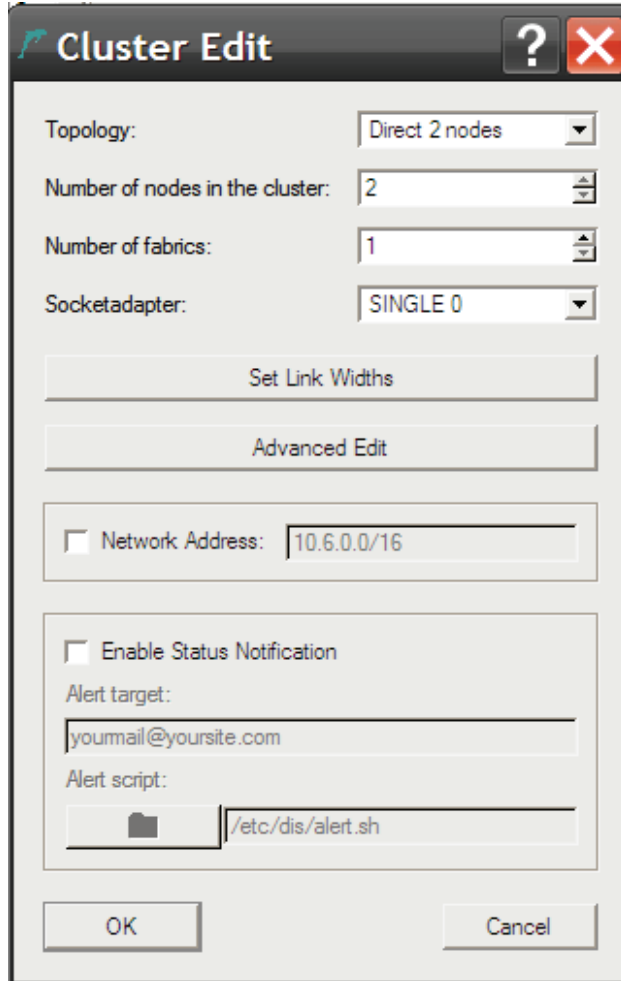 Cluster Edit
?
Topology: Direct 2 nodes
Number of nodes in the cluster: 2
Number of fabrics: 1
Socketadapter: SINGLE 0
Set Link Widths
Advanced Edit
Network Address: 10.6.0.0/16
Enable Status Notification
Alert target:
yourmail@yoursite.com
Alert script:
/etc/dis/alert.sh
OK Cancel